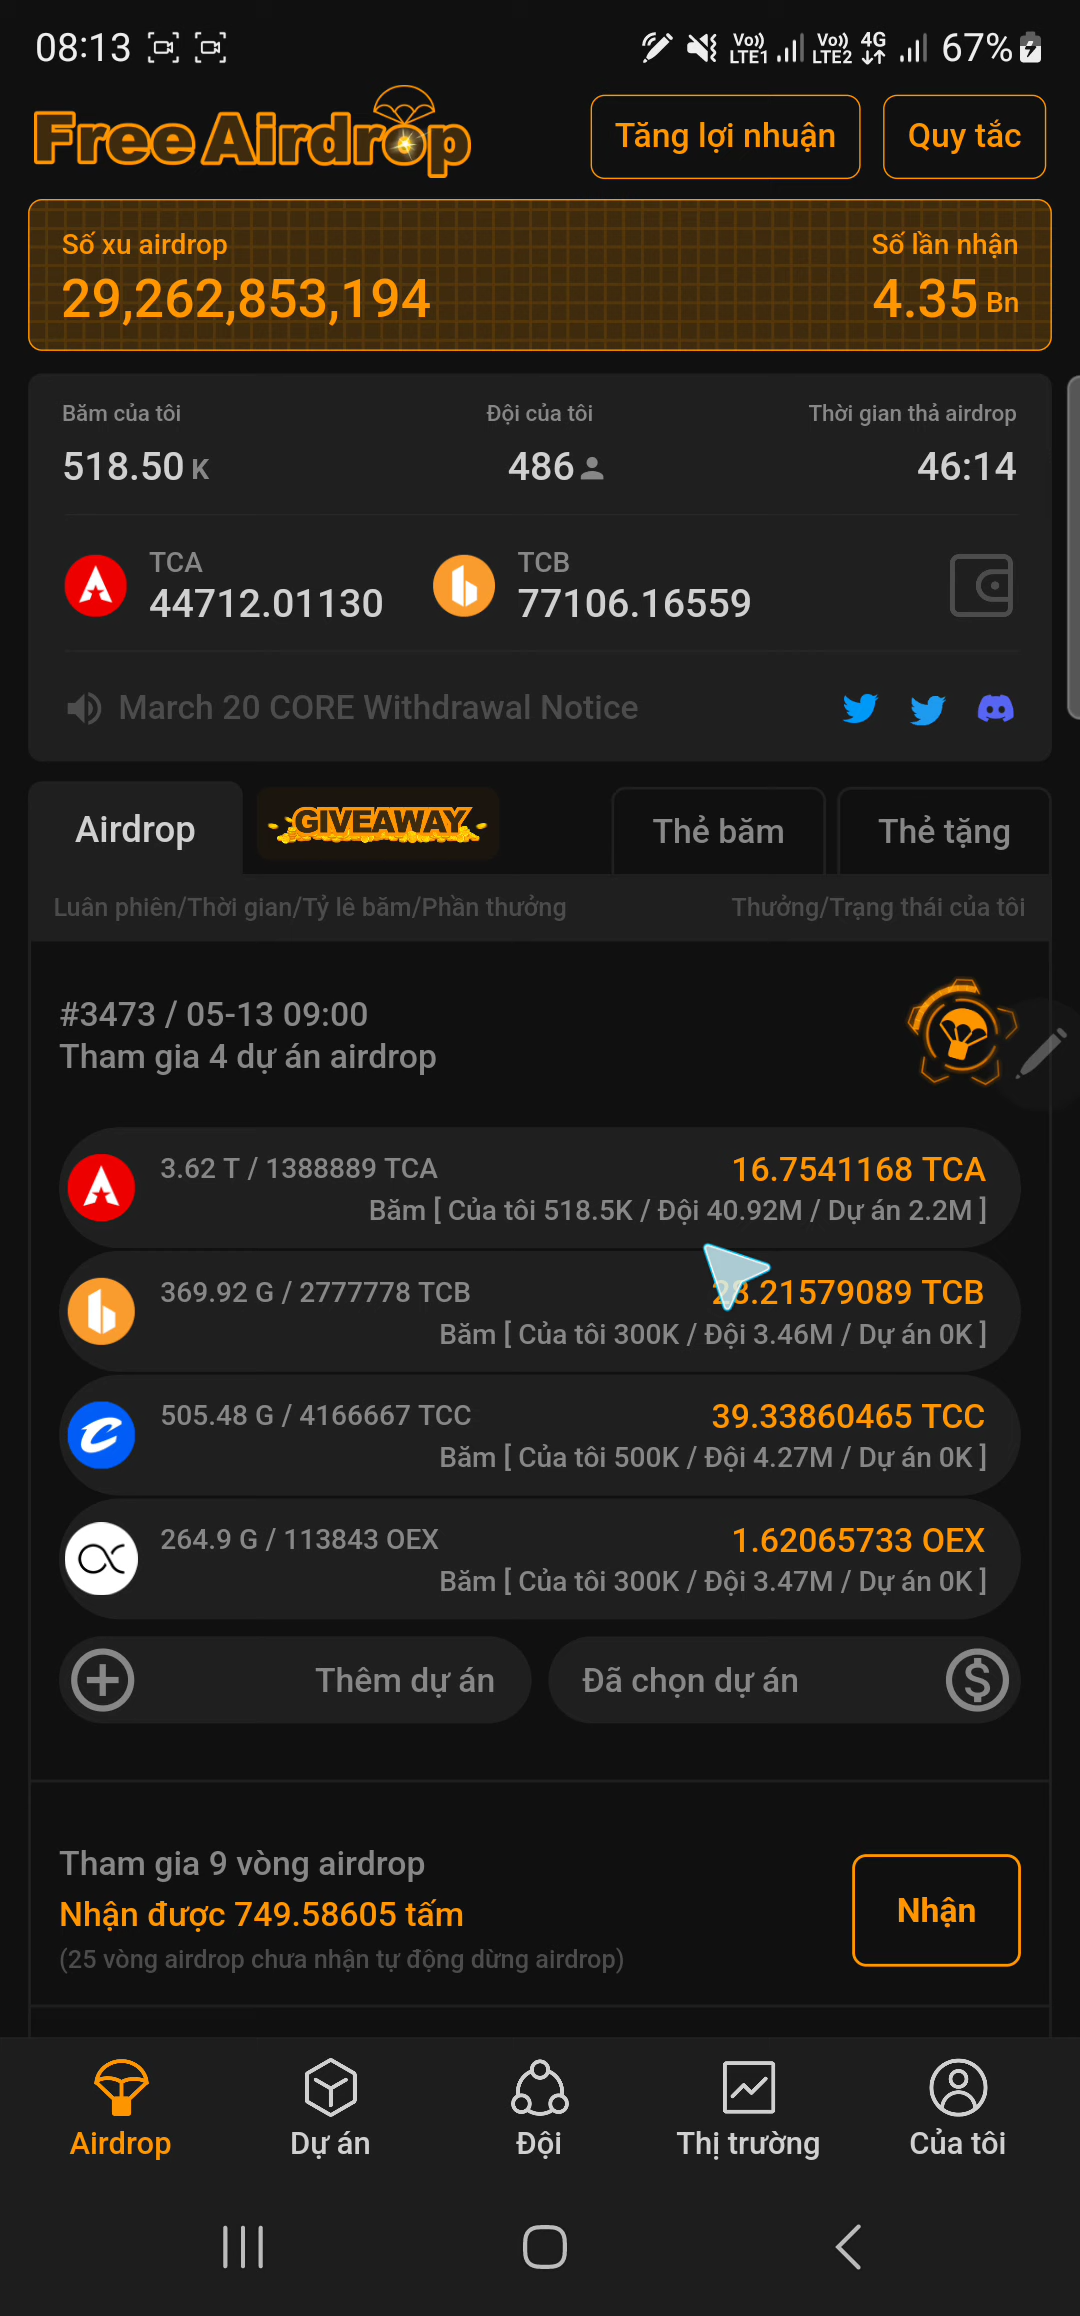 08:13
Vo)) LTE1 Vo)) LTE2 4G 67%
Free Airdrop
Tăng lợi nhuận
Quy tắc
Số xu airdrop
Số lần nhận
29,262,853,194
4.35 Bn
Băm của tôi
Đội của tôi
Thời gian thả airdrop
518.50 K
486
46:14
TCA
44712.01130
TCB
77106.16559
March 20 CORE Withdrawal Notice
Airdrop
GIVEAWAY
Thẻ băm
Thẻ tặng
Luân phiên/Thời gian/Tỷ lê băm/Phần thưởng
Thưởng/Trạng thái của tôi
#3473 / 05-13 09:00
Tham gia 4 dự án airdrop
3.62 T / 1388889 TCA
16.7541168 TCA
Băm [ Của tôi 518.5K / Đội 40.92M / Dự án 2.2M ]
369.92 G / 2777778 TCB
23.21579089 TCB
Băm [ Của tôi 300K / Đội 3.46M / Dự án 0K ]
505.48 G / 4166667 TCC
39.33860465 TCC
Băm [ Của tôi 500K / Đội 4.27M / Dự án 0K ]
264.9 G / 113843 OEX
1.62065733 OEX
Băm [ Của tôi 300K / Đội 3.47M / Dự án 0K ]
Thêm dự án
Đã chọn dự án
Tham gia 9 vòng airdrop
Nhận được 749.58605 tấm
(25 vòng airdrop chưa nhận tự động dừng airdrop)
Nhận
Airdrop
Dự án
Đội
Thị trường
Của tôi